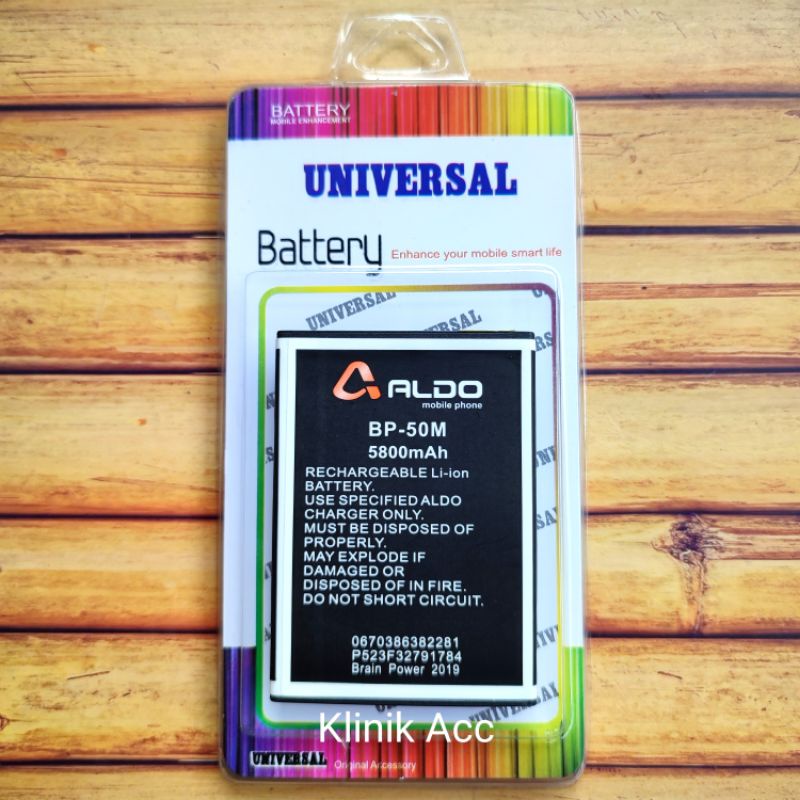 BATTERY
MOBILE ENHANCEMENT
UNIVERSAL
Battery Enhance your mobile smart life
UNIVERSAL
ALDO
mobile phone
BP-50M
5800mAh
RECHARGEABLE Li-ion
BATTERY.
USE SPECIFIED ALDO
CHARGER ONLY.
MUST BE DISPOSED OF
PROPERLY.
MAY EXPLODE IF
DAMAGED OR
DISPOSED OF IN FIRE.
DO NOT SHORT CIRCUIT.
0670386382281
P523F32791784
Brain Power 2019
Klinik Acc
UNIVERSAL Original Accessory